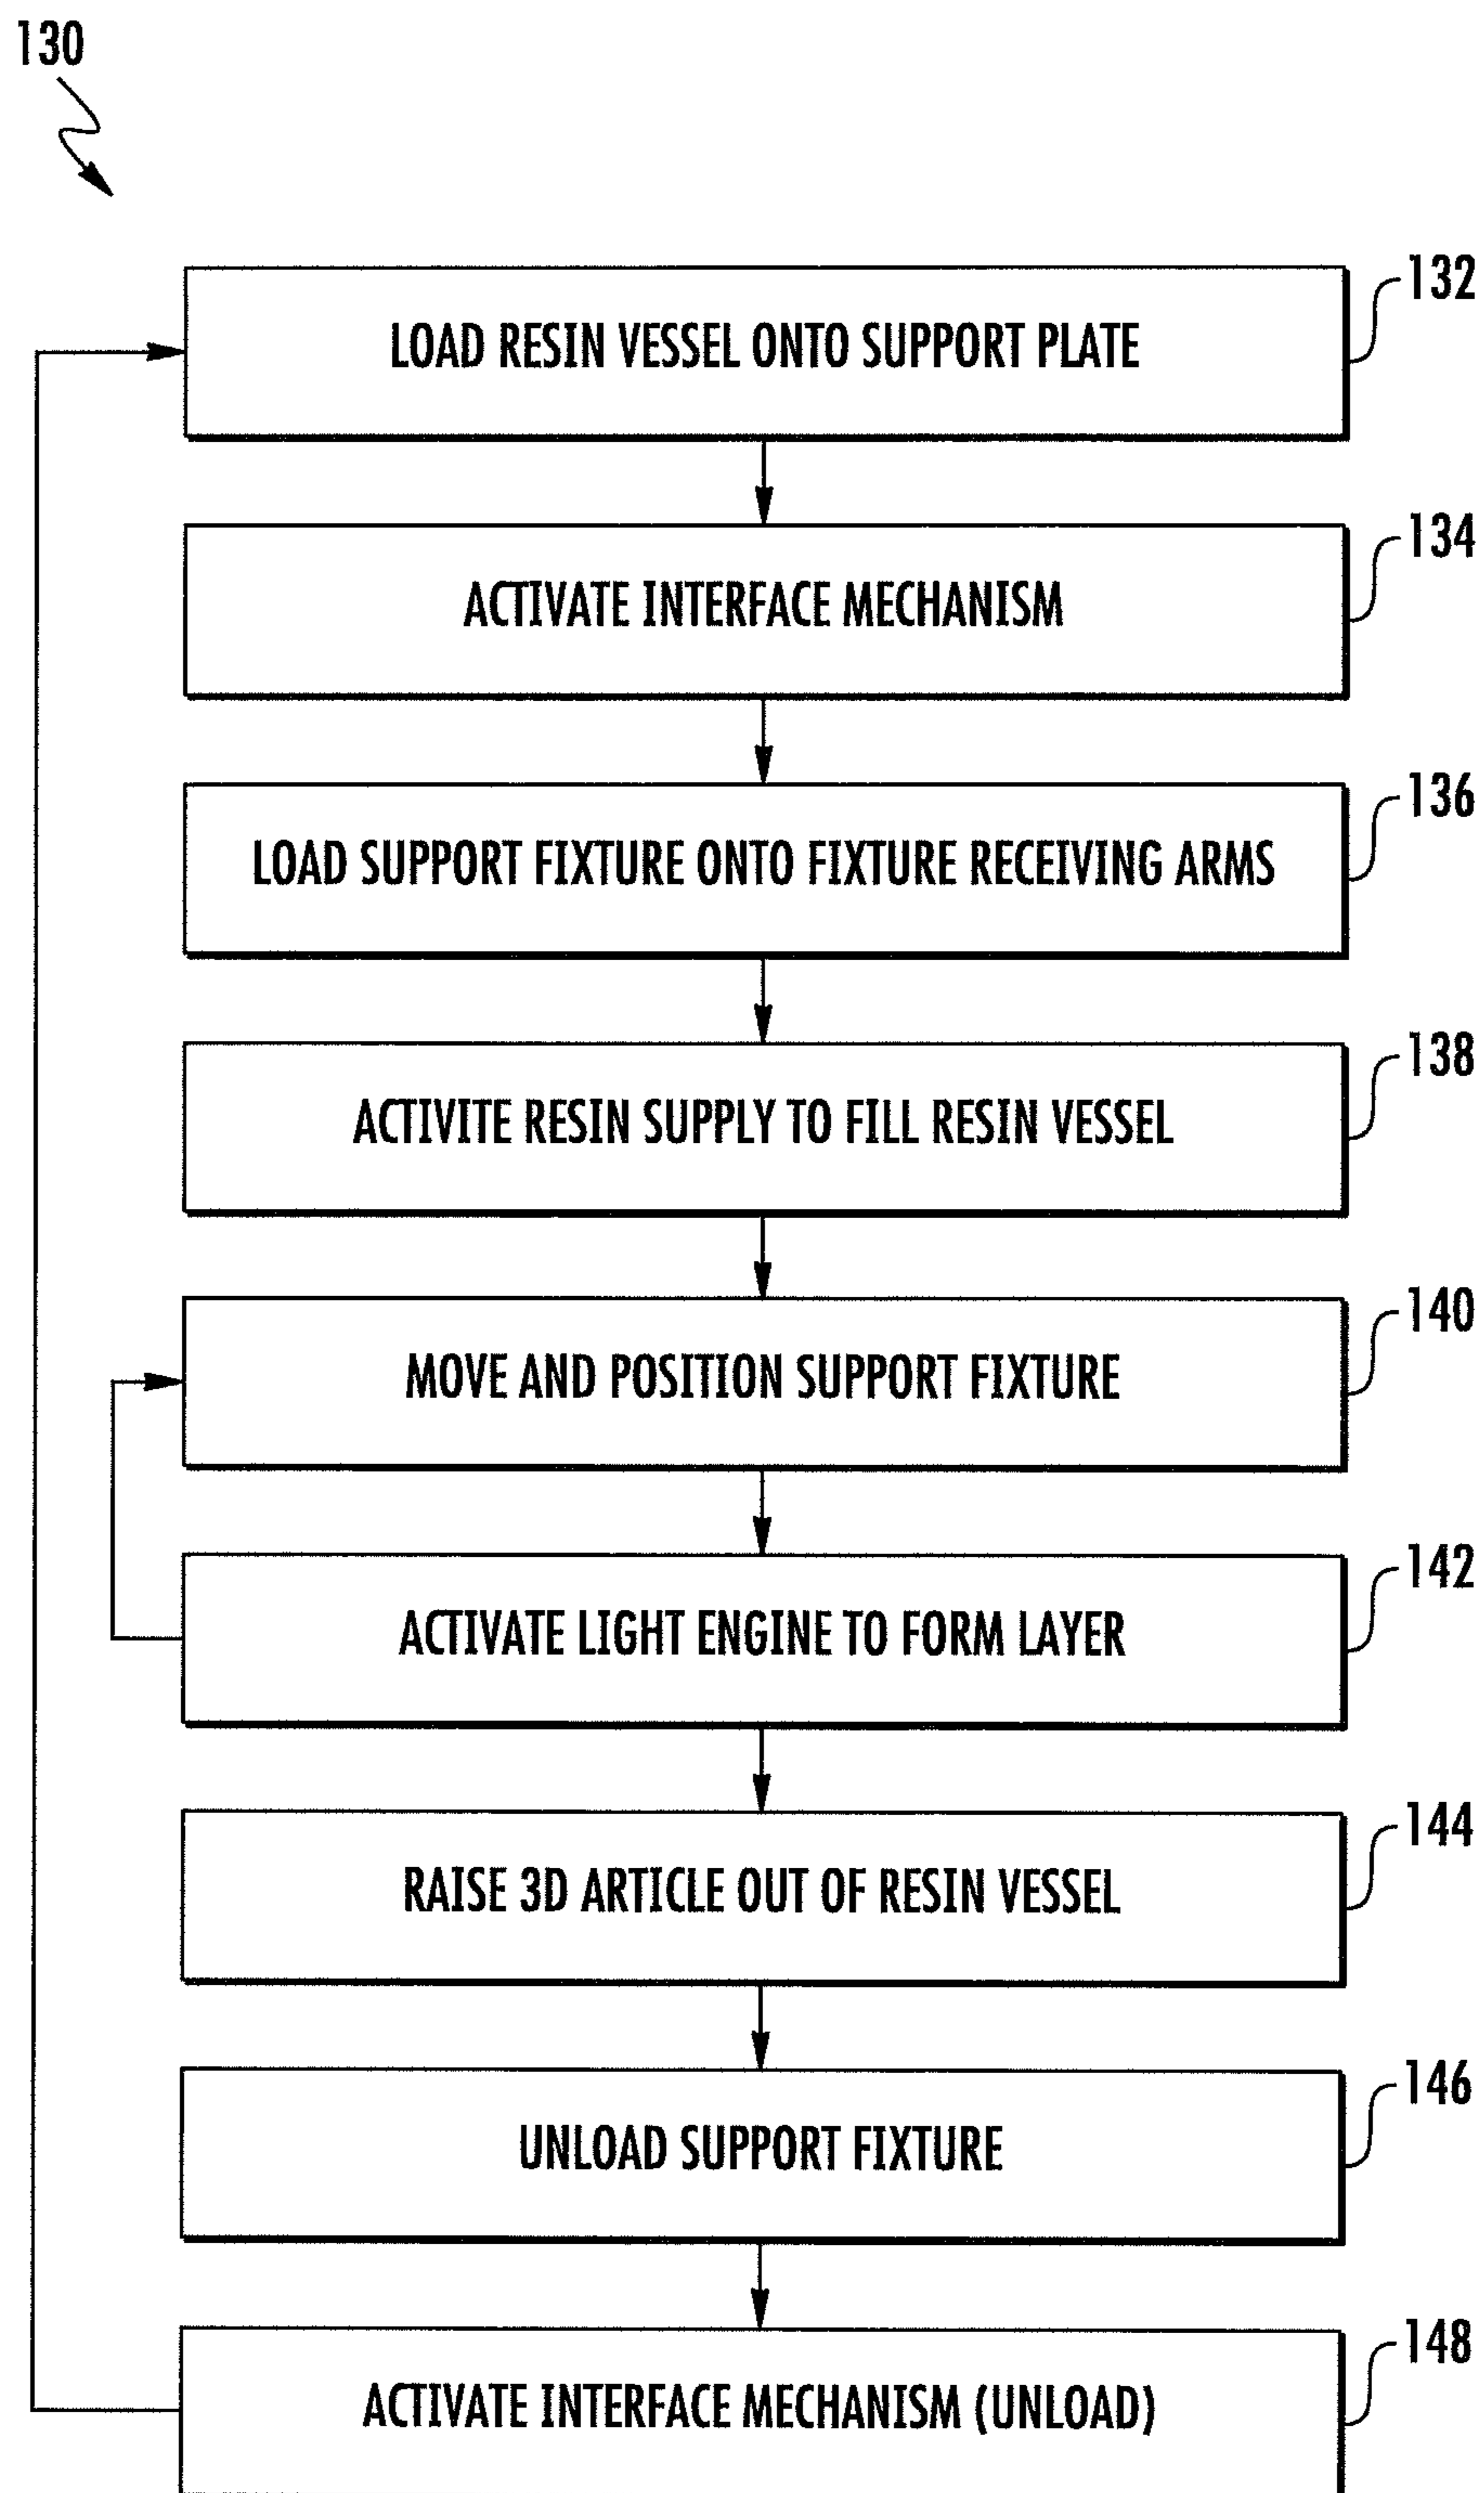 130
LOAD RESIN VESSEL ONTO SUPPORT PLATE
132
ACTIVATE INTERFACE MECHANISM
134
LOAD SUPPORT FIXTURE ONTO FIXTURE RECEIVING ARMS
136
ACTIVITE RESIN SUPPLY TO FILL RESIN VESSEL
138
MOVE AND POSITION SUPPORT FIXTURE
140
ACTIVATE LIGHT ENGINE TO FORM LAYER
142
RAISE 3D ARTICLE OUT OF RESIN VESSEL
144
UNLOAD SUPPORT FIXTURE
146
ACTIVATE INTERFACE MECHANISM (UNLOAD)
148